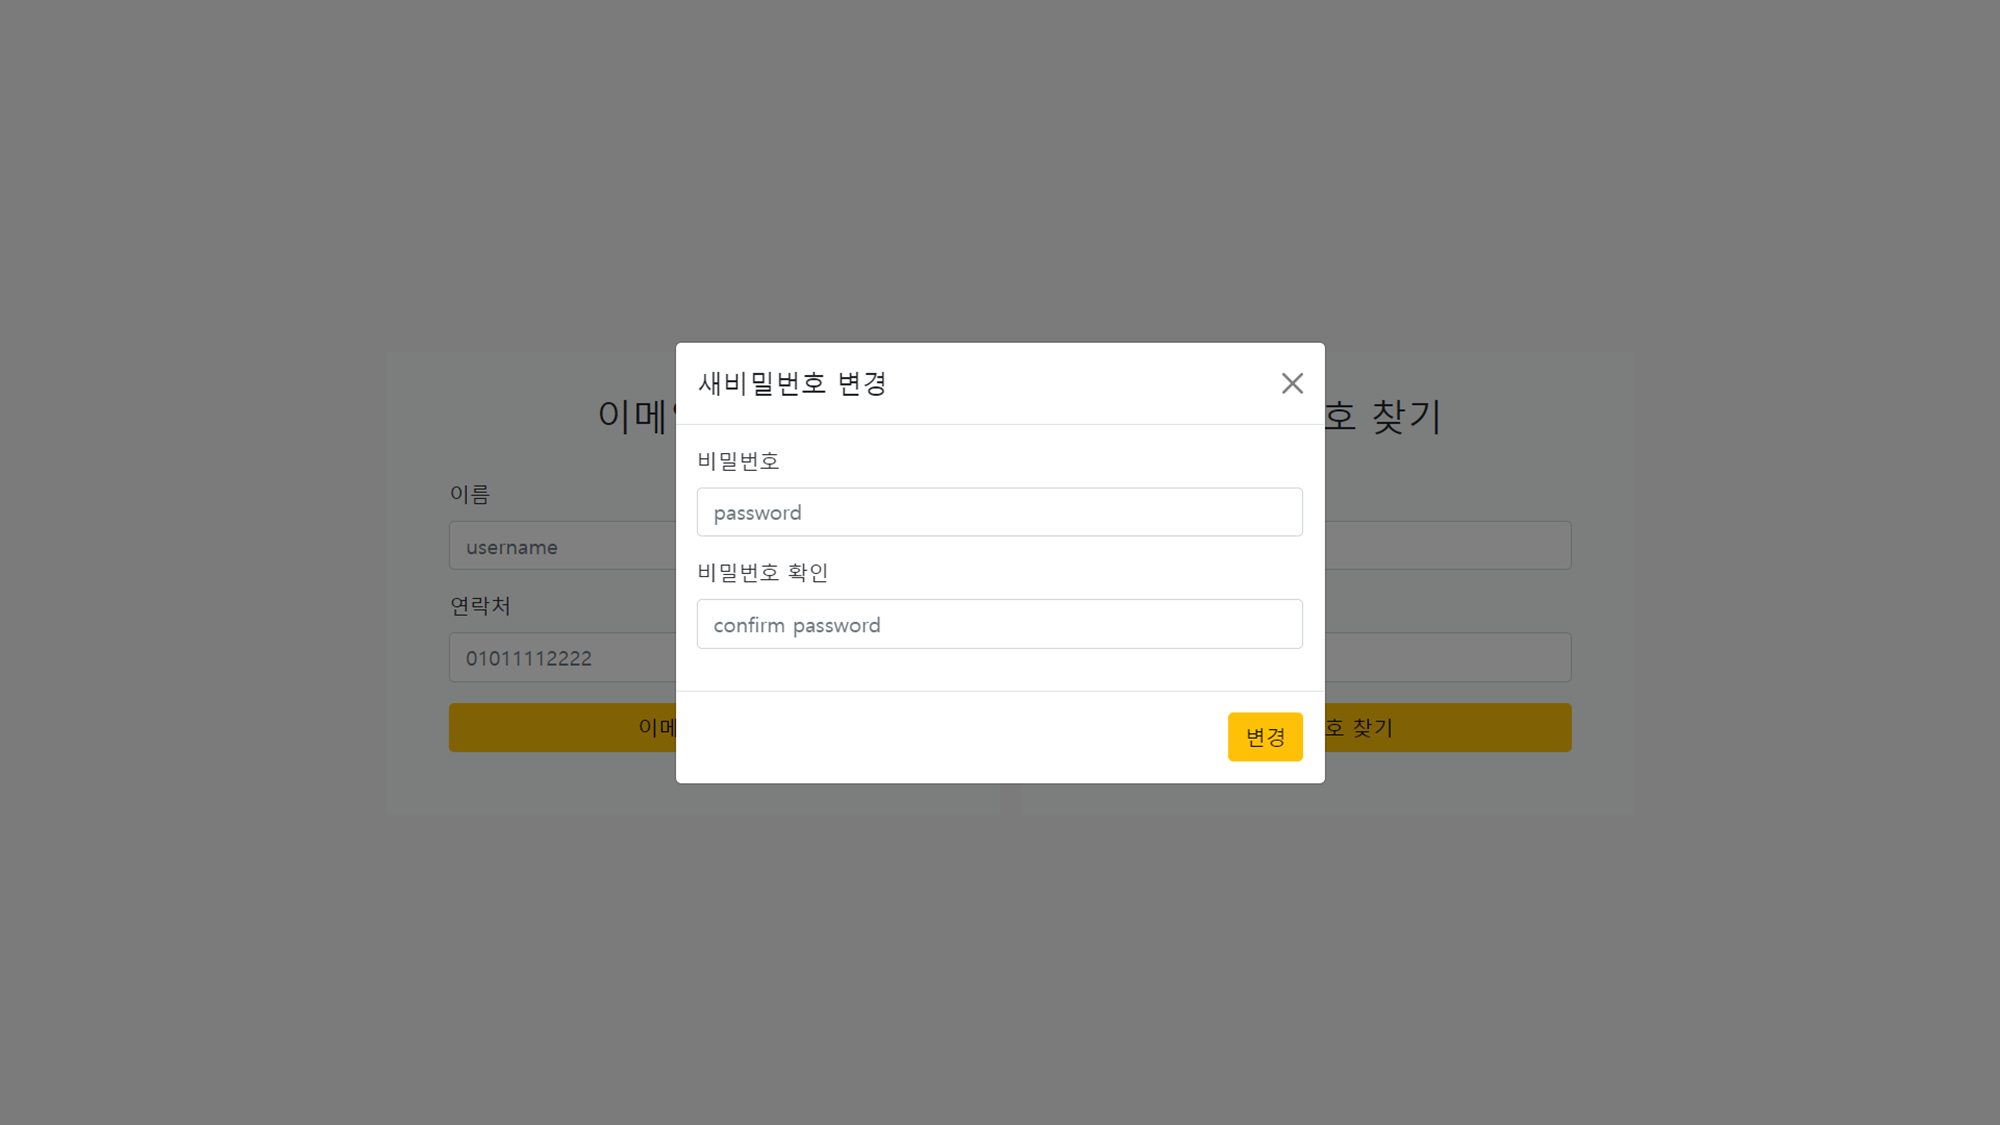 새비밀번호 변경
비밀번호
password
비밀번호 확인
confirm password
변경
이메
이름
username
연락처
01011112222
이메
호 찾기
호 찾기